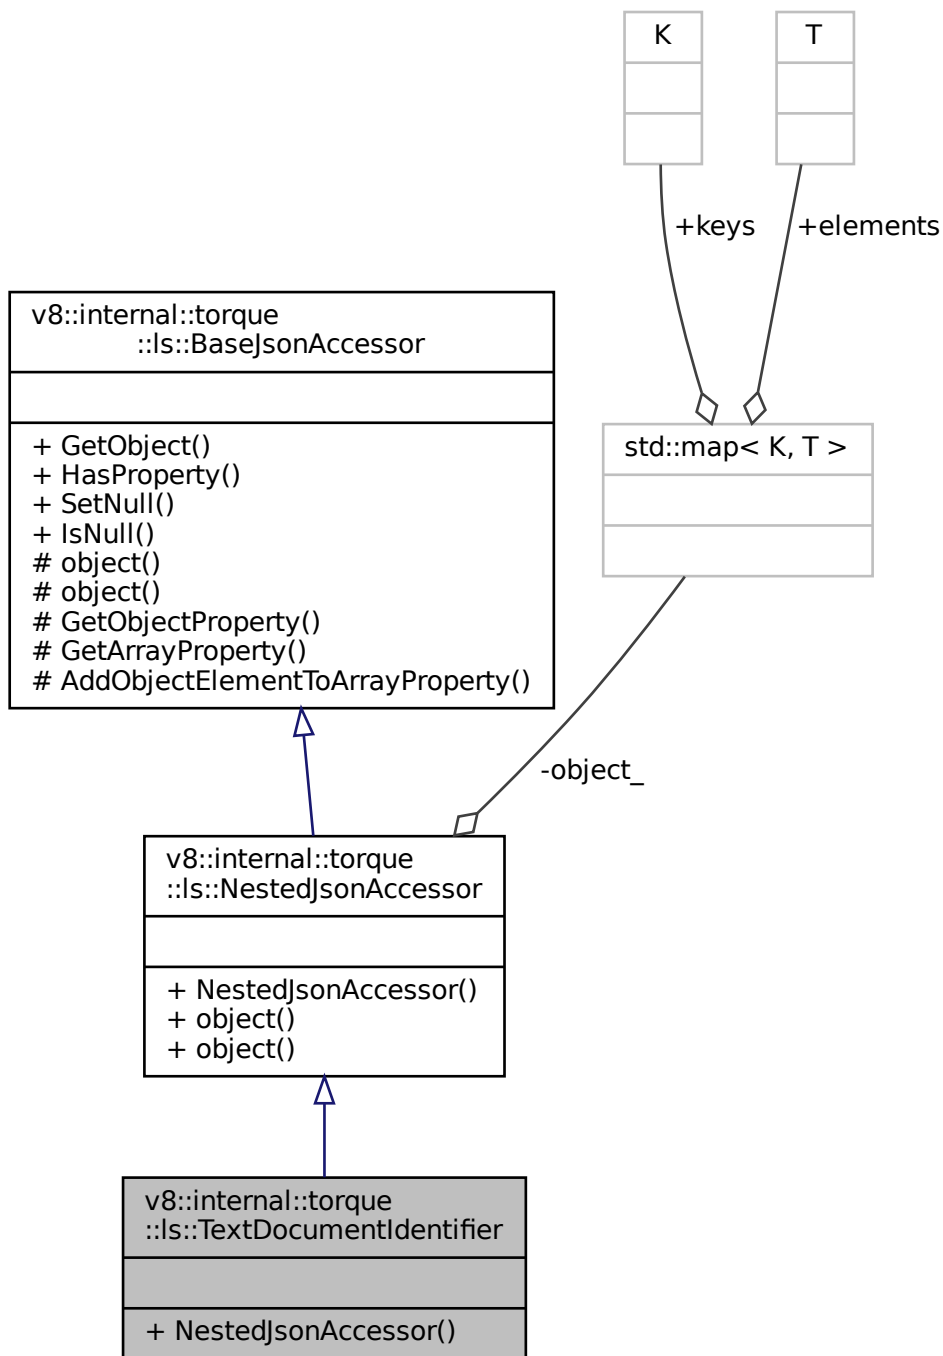 K
T
+keys
+elements
v8::internal::torque
::ls::BaseJsonAccessor
+ GetObject()
+ HasProperty()
+ SetNull()
+ IsNull()
# object()
# object()
# GetObjectProperty()
# GetArrayProperty()
# AddObjectElementToArrayProperty()
std::map< K, T >
-object_
v8::internal::torque
::ls::NestedJsonAccessor
+ NestedJsonAccessor()
+ object()
+ object()
v8::internal::torque
::ls::TextDocumentIdentifier
+ NestedJsonAccessor()